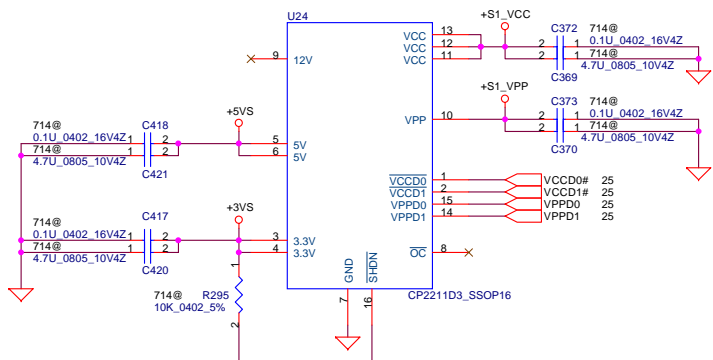 U24
+S1_VCC
C372
714@
0.1U_0402_16V4Z
714@
4.7U_0805_10V4Z
C369
2 1
2 1
VCC 13
VCC 12
VCC 11
9 12V
+S1_VPP
C373
714@
0.1U_0402_16V4Z
714@
4.7U_0805_10V4Z
C370
2 1
2 1
VPP 10
+5VS
714@
C418
0.1U_0402_16V4Z
714@
4.7U_0805_10V4Z
C421
1 2
1 2
5 5V
6 5V
VCCD0 1
VCCD1 2
VPPD0 15
VPPD1 14
VCCD0# 25
VCCD1# 25
VPPD0 25
VPPD1 25
+3VS
714@
C417
0.1U_0402_16V4Z
714@
4.7U_0805_10V4Z
C420
1 2
1 2
3 3.3V
4 3.3V
OC 8
1
714@
R295
10K_0402_5%
2
GND
SHDN
7
16
CP2211D3_SSOP16